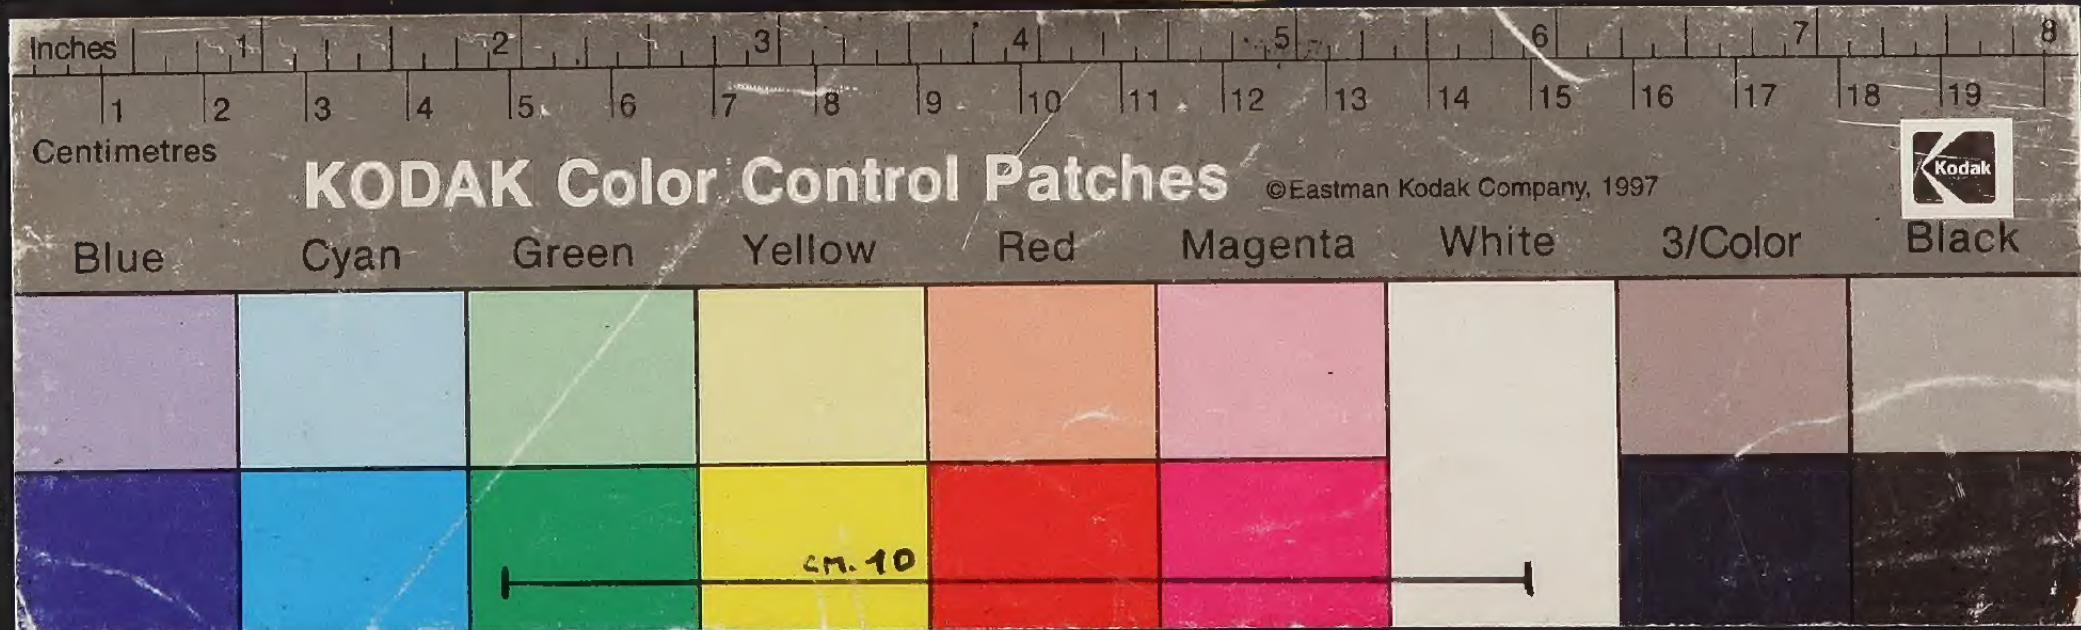 Inches 1 2 3 4 5 6 7 8
1 2 3 4 5 6 7 8 9 10 11 12 13 14 15 16 17 18 19
Centimetres
KODAK Color Control Patches ©Eastman Kodak Company, 1997 Kodak
Blue Cyan Green Yellow Red Magenta White 3/Color Black
cm. 10